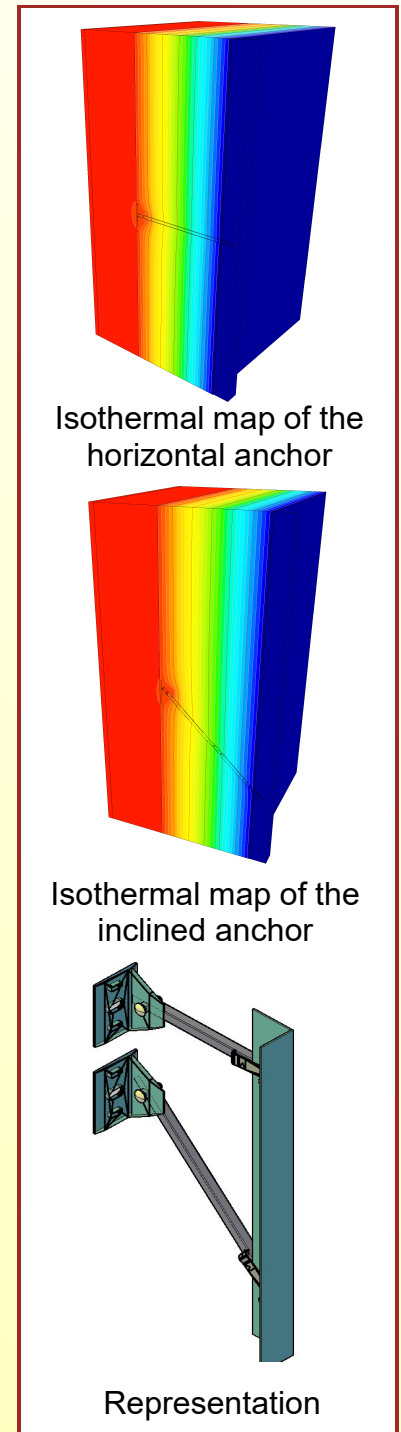 Isothermal map of the
horizontal anchor
Isothermal map of the
inclined anchor
Representation